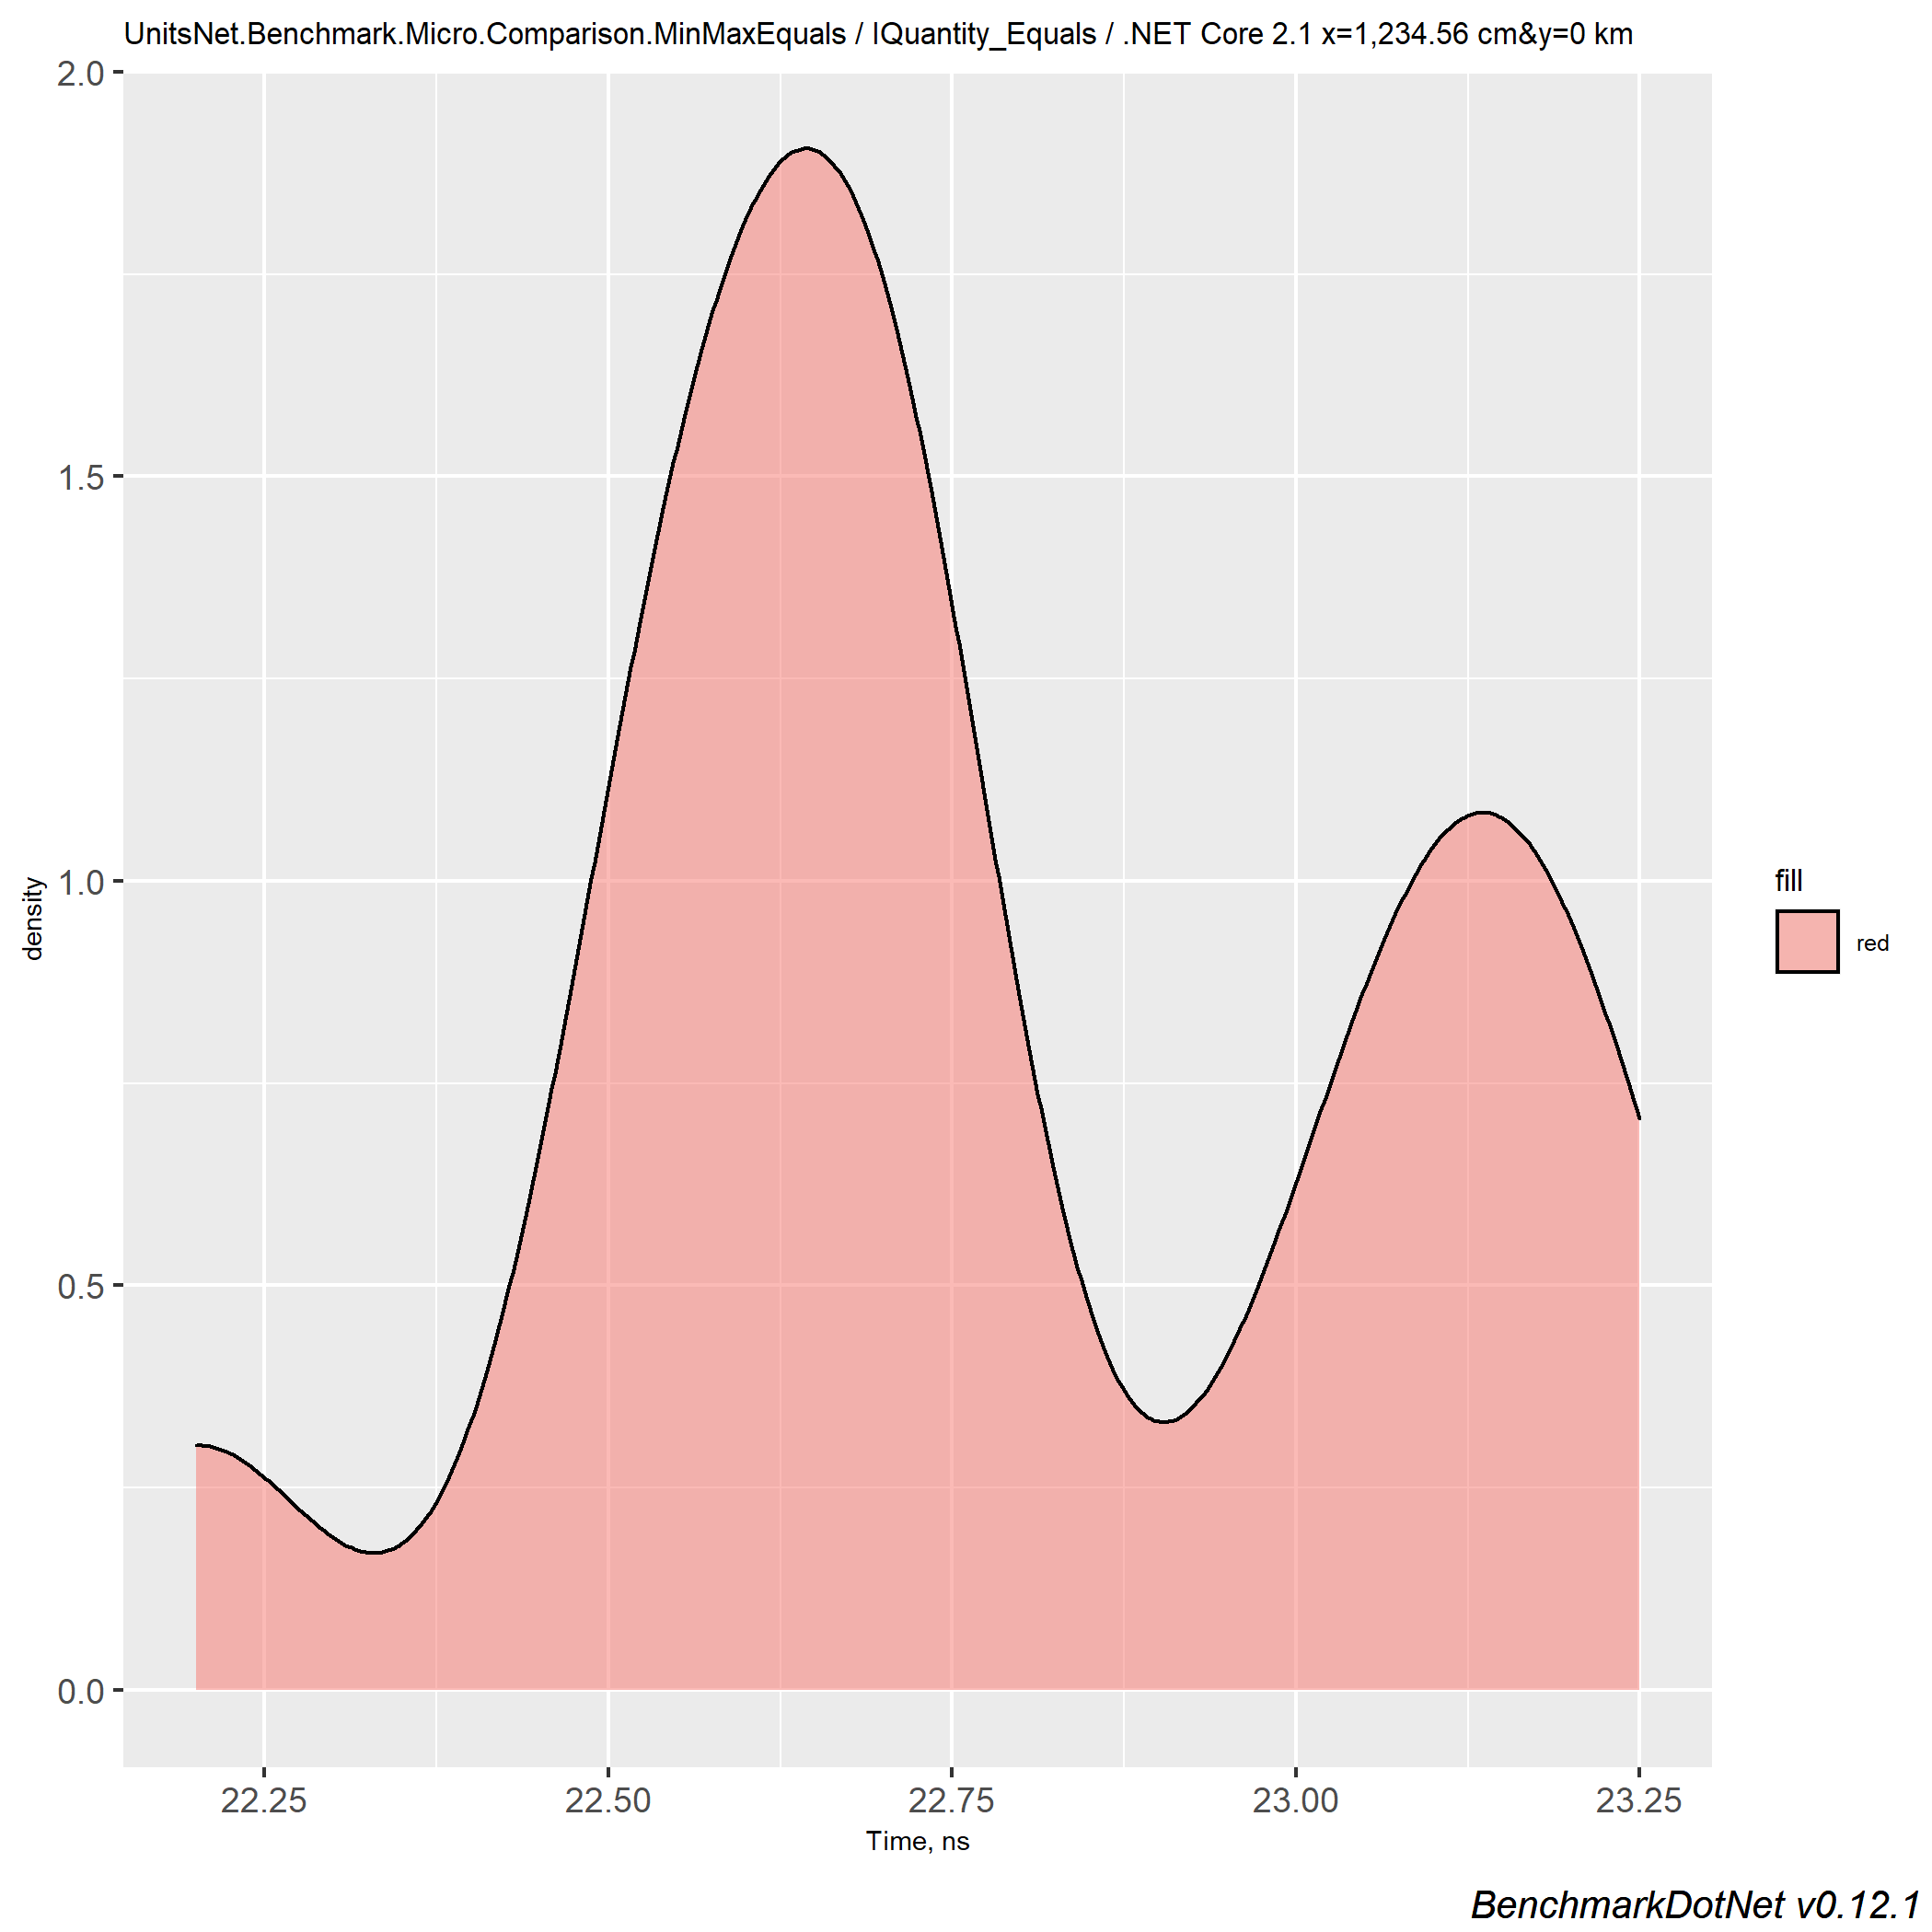 UnitsNet.Benchmark.Micro.Comparison.MinMaxEquals / IQuantity_Equals / .NET Core 2.1 x=1,234.56 cm&y=0 km
2.0
1.5
1.0
0.5
0.0
density
22.25 22.50 22.75 23.00 23.25
Time, ns
fill
red
BenchmarkDotNet v0.12.1